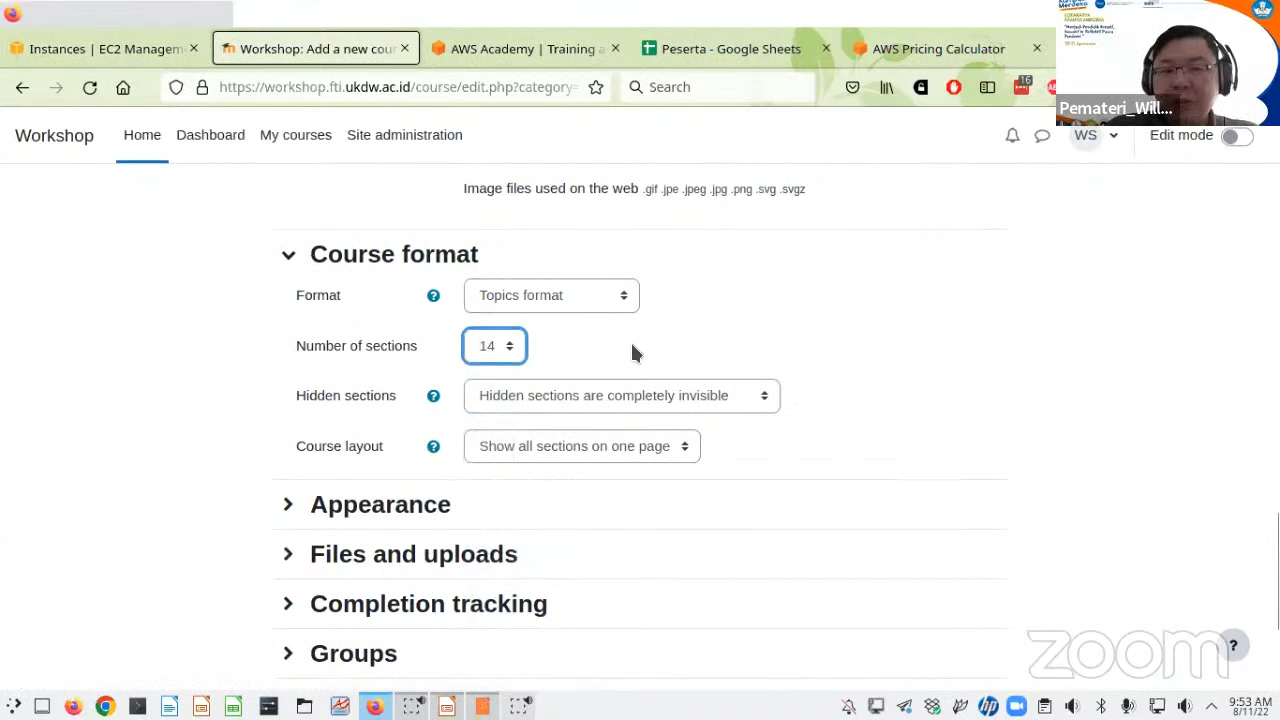 Instances | EC2 Managem
Workshop: Add a new cou
AWS Academy Learning a
Peserta - Google Sheets
AWS Pricing Calculator
https://workshop.fti.ukdw.ac.id/course/edit.php?category=
Search
16
Workshop
Home
Dashboard
My courses
Site administration
WS
Edit mode
Pemateri_Will...
Image files used on the web .gif .jpe .jpeg .jpg .png .svg .svgz
Course format
Format
Topics format
Number of sections
14
Hidden sections
Hidden sections are completely invisible
Course layout
Show all sections on one page
Appearance
Files and uploads
Completion tracking
Groups
zoom
?
9:53 AM
8/11/22